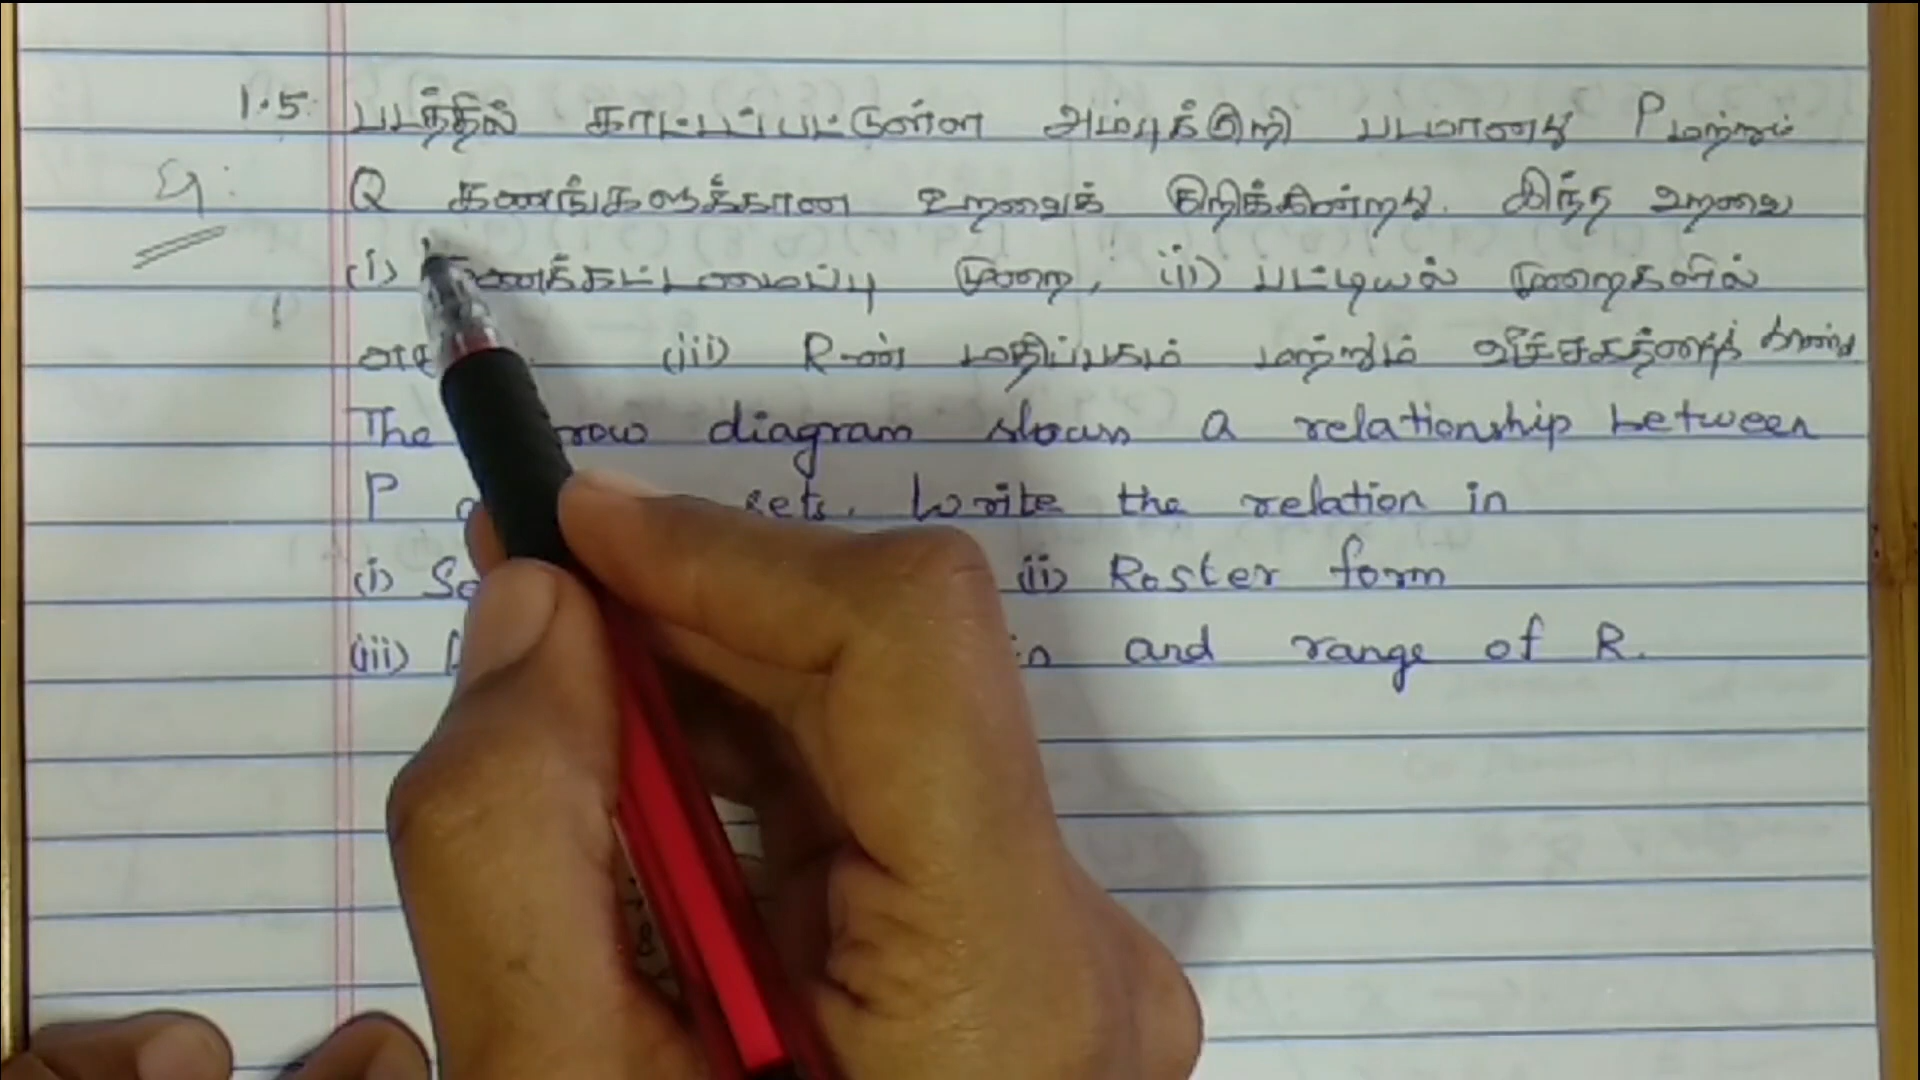 1.5. படத்தில் காட்டப்பட்டுள்ள அம்புக்குறி படமானது P மற்றும்
Q கணங்களுக்கான உறவைக் குறிக்கின்றது. இந்த உறவை
(i) கட்டமைப்பு முறை, (ii) பட்டியல் முறைகளில்
(iii) R-ன் மதிப்பகம் மற்றும் வீச்சகத்தைக்
The diagram shows a relationship between
P sets. Write the relation in
(i) (ii) Roster form
(iii) and range of R.